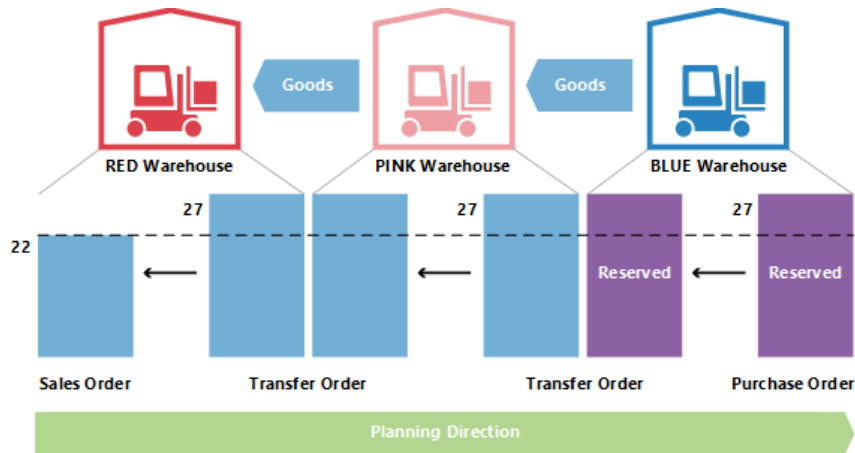 Goods
Goods
RED Warehouse
PINK Warehouse
BLUE Warehouse
27
27
27
22
Reserved
Reserved
Sales Order
Transfer Order
Transfer Order
Purchase Order
Planning Direction